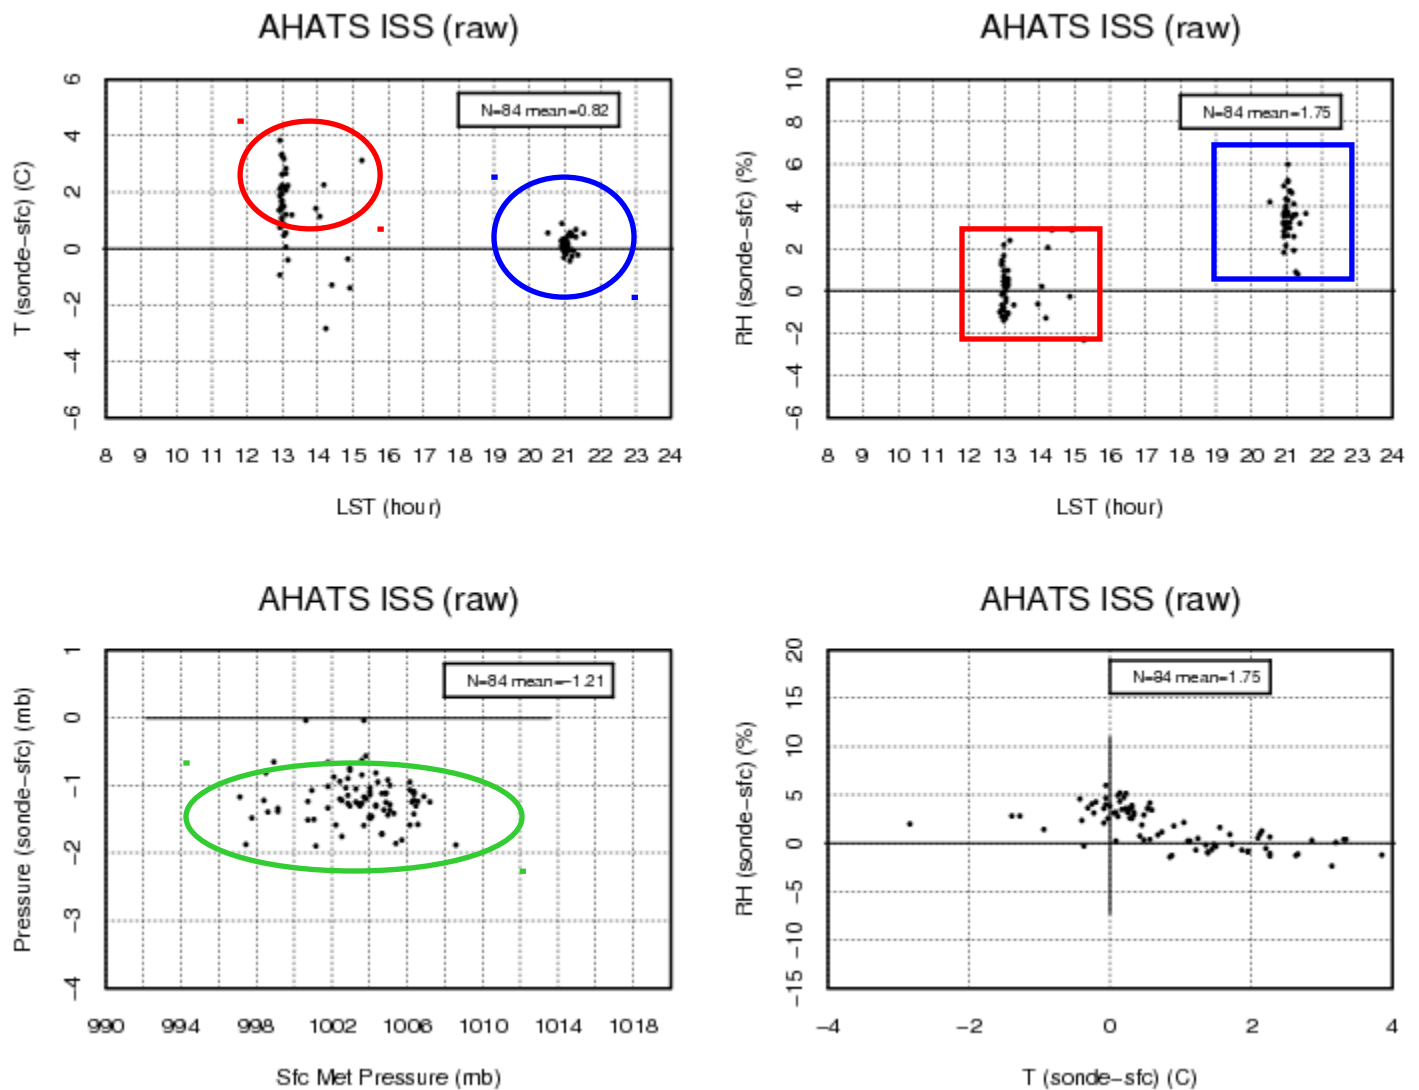 AHATS ISS (raw)
N=84 mean=0.82
T (sonde-sfc) (C)
6
4
2
0
-2
-4
-6
8 9 10 11 12 13 14 15 16 17 18 19 20 21 22 23 24
LST (hour)
AHATS ISS (raw)
N=84 mean=1.75
RH (sonde-sfc) (%)
10
8
6
4
2
0
-2
-4
-6
8 9 10 11 12 13 14 15 16 17 18 19 20 21 22 23 24
LST (hour)
AHATS ISS (raw)
N=84 mean=-1.21
Pressure (sonde-sfc) (mb)
1
0
-1
-2
-3
-4
990 994 998 1002 1006 1010 1014 1018
Sfc Met Pressure (mb)
AHATS ISS (raw)
N=84 mean=1.75
RH (sonde-sfc) (%)
20
15
10
5
0
-5
-10
-15
-4 -2 0 2 4
T (sonde-sfc) (C)